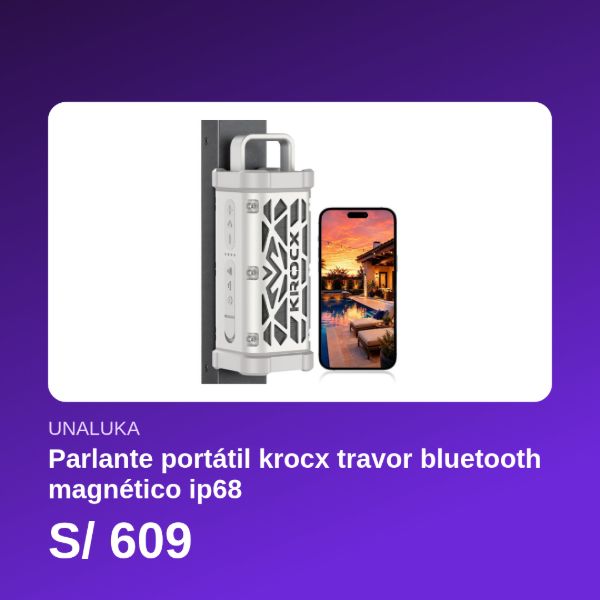 KROCX
UNALUKA
Parlante portátil krocx travor bluetooth
magnético ip68
S/ 609